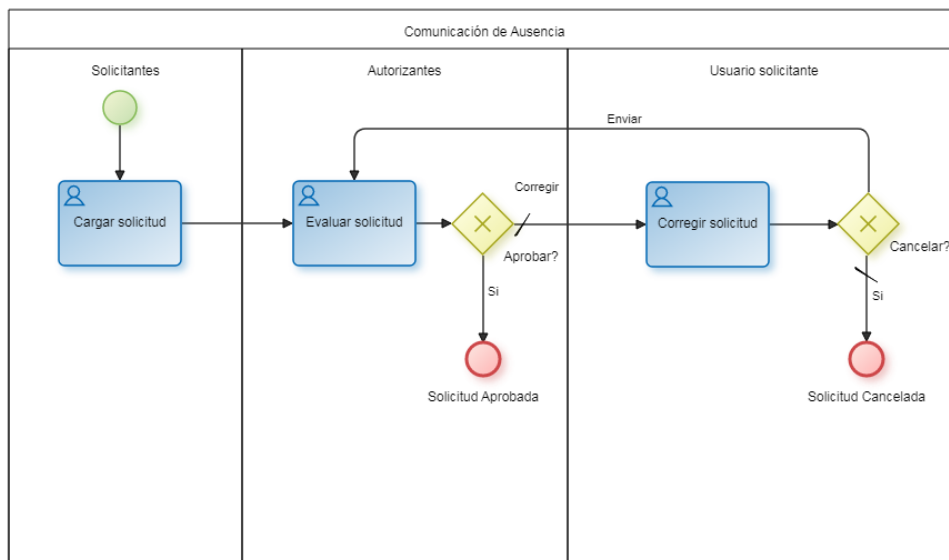 Comunicación de Ausencia
Solicitantes
Autorizantes
Usuario solicitante
Enviar
Cargar solicitud
Evaluar solicitud
Corregir
Aprobar?
Corregir solicitud
Cancelar?
Si
Si
Solicitud Aprobada
Solicitud Cancelada